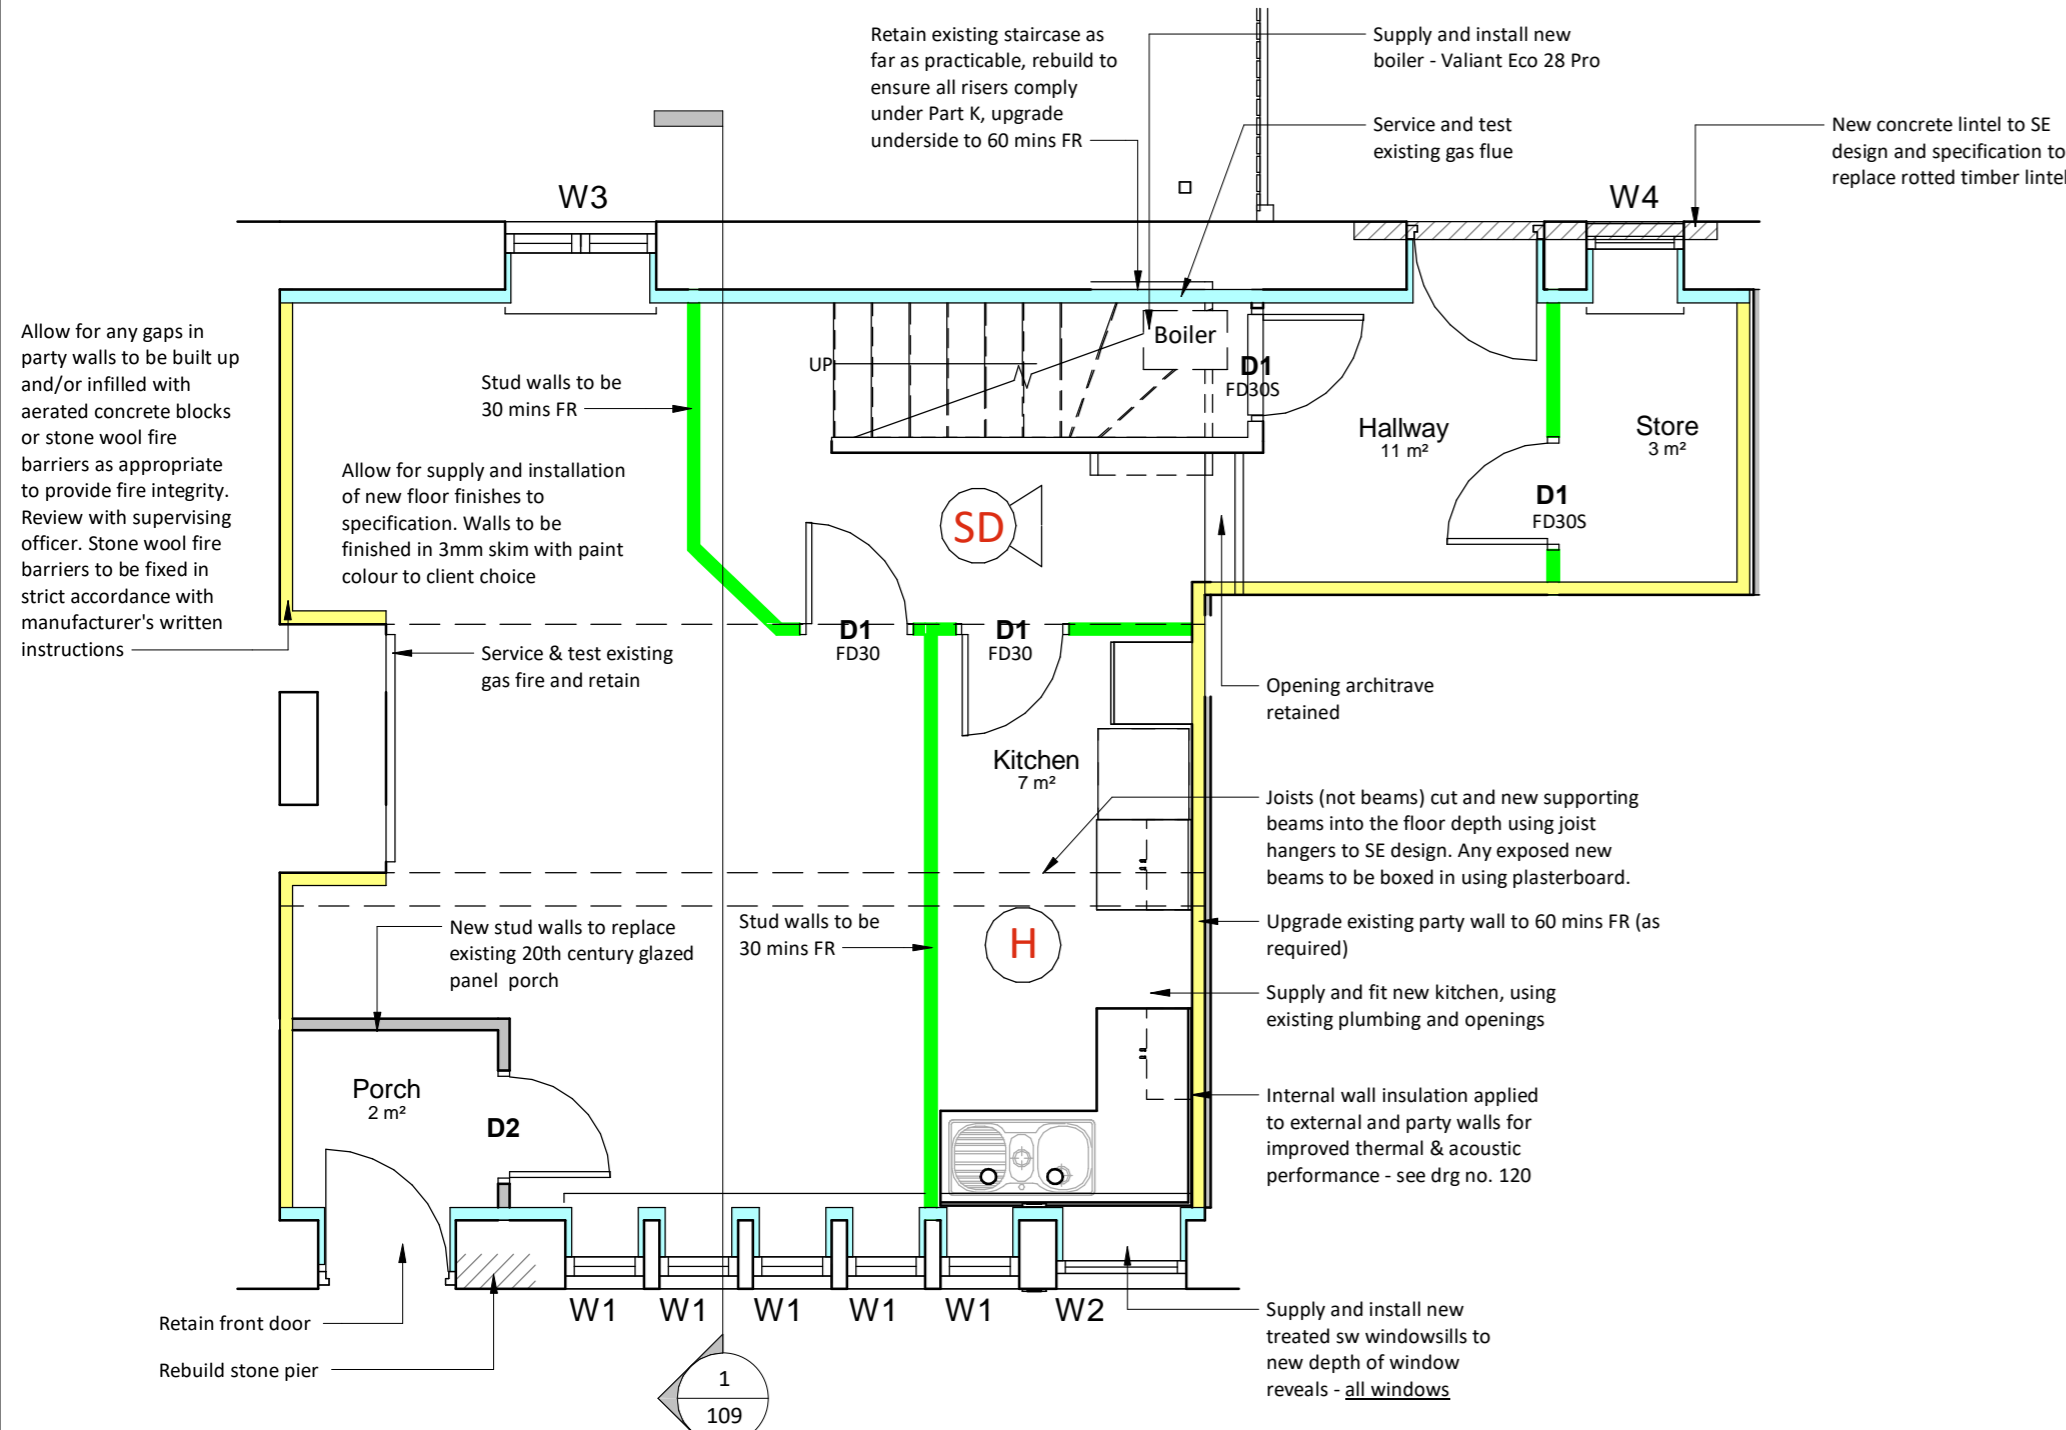 Retain existing staircase as
far as practicable, rebuild to
ensure all risers comply
under Part K, upgrade
underside to 60 mins FR
Supply and install new
boiler - Valiant Eco 28 Pro
Service and test
existing gas flue
New concrete lintel to SE
design and specification to
replace rotted timber lintel
W3
W4
Allow for any gaps in
party walls to be built up
and/or infilled with
aerated concrete blocks
or stone wool fire
barriers as appropriate
to provide fire integrity.
Review with supervising
officer. Stone wool fire
barriers to be fixed in
strict accordance with
manufacturer's written
instructions
Stud walls to be
30 mins FR
UP
Boiler
D1
FD30S
Hallway
11 m²
Store
3 m²
D1
FD30S
Allow for supply and installation
of new floor finishes to
specification. Walls to be
finished in 3mm skim with paint
colour to client choice
SD
D1
FD30
D1
FD30
Service & test existing
gas fire and retain
Opening architrave
retained
Kitchen
7 m²
Joists (not beams) cut and new supporting
beams into the floor depth using joist
hangers to SE design. Any exposed new
beams to be boxed in using plasterboard.
New stud walls to replace
existing 20th century glazed
panel porch
Stud walls to be
30 mins FR
H
Upgrade existing party wall to 60 mins FR (as
required)
Supply and fit new kitchen, using
existing plumbing and openings
Porch
2 m²
D2
Internal wall insulation applied
to external and party walls for
improved thermal & acoustic
performance - see drg no. 120
W1 W1 W1 W1 W1 W2
Retain front door
Rebuild stone pier
1
109
Supply and install new
treated sw windowsills to
new depth of window
reveals - all windows